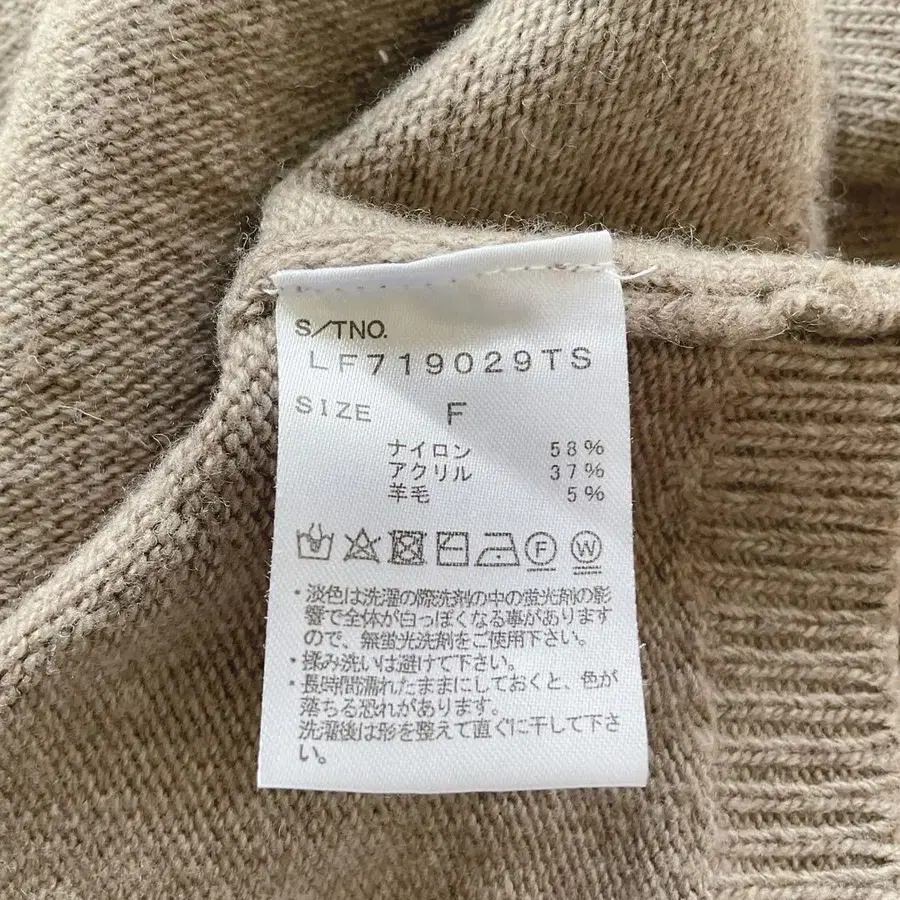 S/TNO.
LF719029TS
SIZE F
ナイロン 58%
アクリル 37%
羊毛 5%
F W
・淡色は洗濯の際洗剤の中の蛍光剤の影
響で全体が白っぽくなる事があります
ので、無蛍光洗剤をご使用下さい。
・揉み洗いは避けて下さい。
・長時間濡れたままにしておくと、色が
落ちる恐れがあります。
洗濯後は形を整えて直ぐに干して下さ
い。